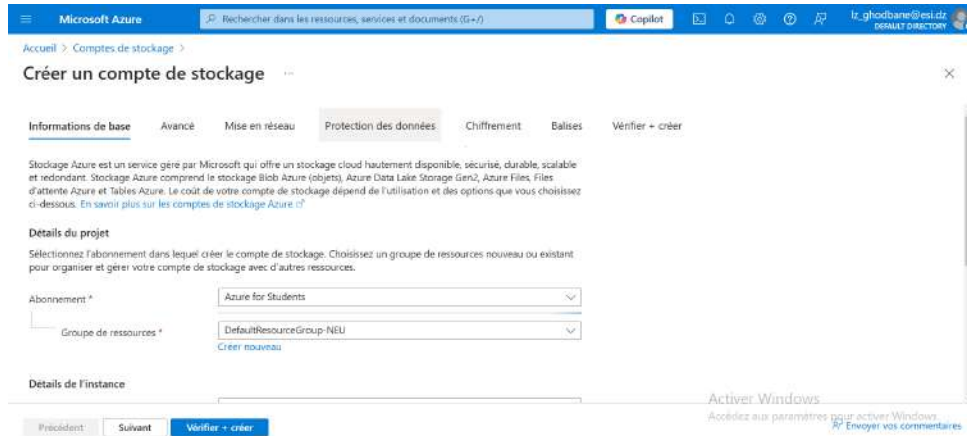 Microsoft Azure
Rechercher dans les ressources, services et documents (G+/)
Copilot
lz_ghodbane@esi.dz
DEFAULT DIRECTORY
Accueil > Comptes de stockage >
Créer un compte de stockage ...
Informations de base Avancé Mise en réseau Protection des données Chiffrement Balises Vérifier + créer
Stockage Azure est un service géré par Microsoft qui offre un stockage cloud hautement disponible, sécurisé, durable, scalable
et redondant. Stockage Azure comprend le stockage Blob Azure (objets), Azure Data Lake Storage Gen2, Azure Files, Files
d'attente Azure et Tables Azure. Le coût de votre compte de stockage dépend de l'utilisation et des options que vous choisissez
ci-dessous. En savoir plus sur les comptes de stockage Azure
Détails du projet
Sélectionnez l'abonnement dans lequel créer le compte de stockage. Choisissez un groupe de ressources nouveau ou existant
pour organiser et gérer votre compte de stockage avec d'autres ressources.
Abonnement *
Azure for Students
Groupe de ressources *
DefaultResourceGroup-NEU
Créer nouveau
Détails de l'instance
Activer Windows
Accédez aux paramètres pour activer Windows.
Précédent Suivant Vérifier + créer
Envoyer vos commentaires